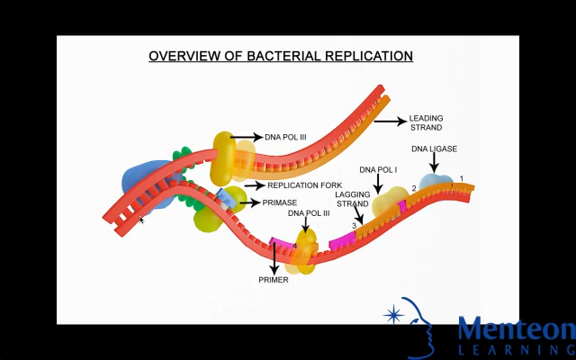 OVERVIEW OF BACTERIAL REPLICATION
DNA POL III
LEADING
STRAND
DNA LIGASE
DNA POL I
1
REPLICATION FORK
2
LAGGING
STRAND
PRIMASE
DNA POL III
3
4
PRIMER
Menteon
LEARNING